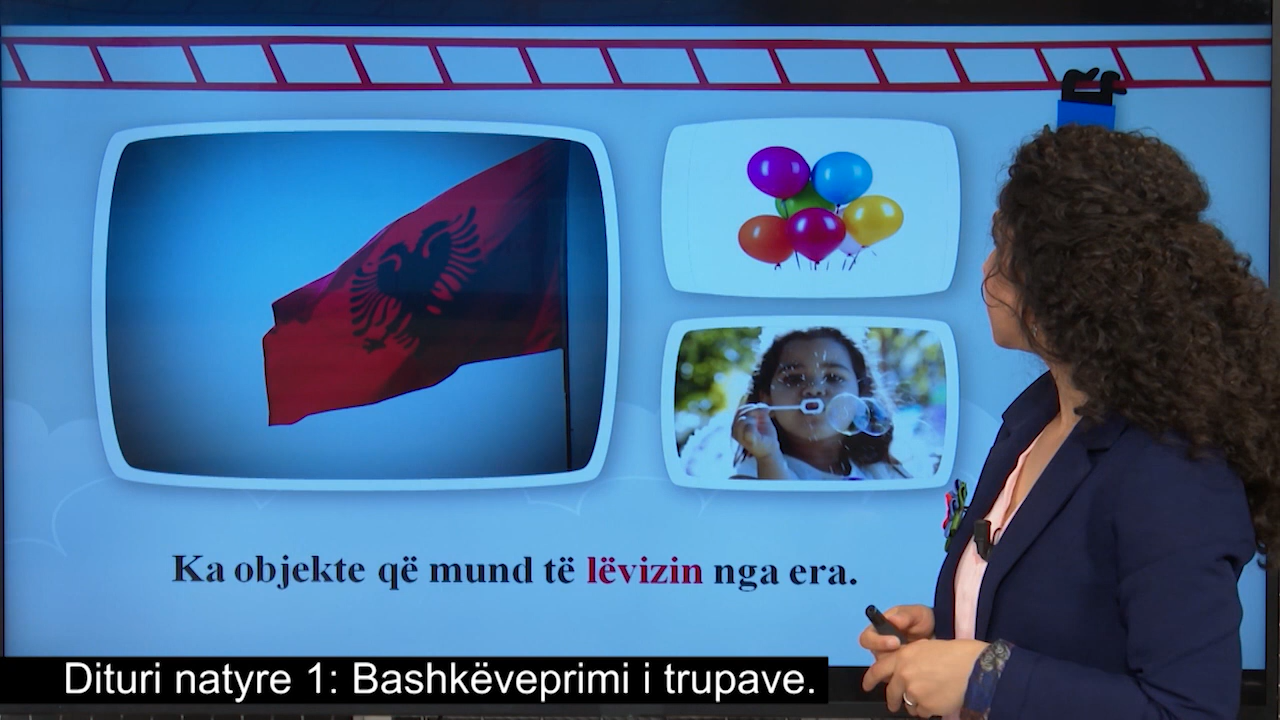 Ka objekte që mund të lëvizin nga era.
Dituri natyre 1: Bashkëveprimi i trupave.